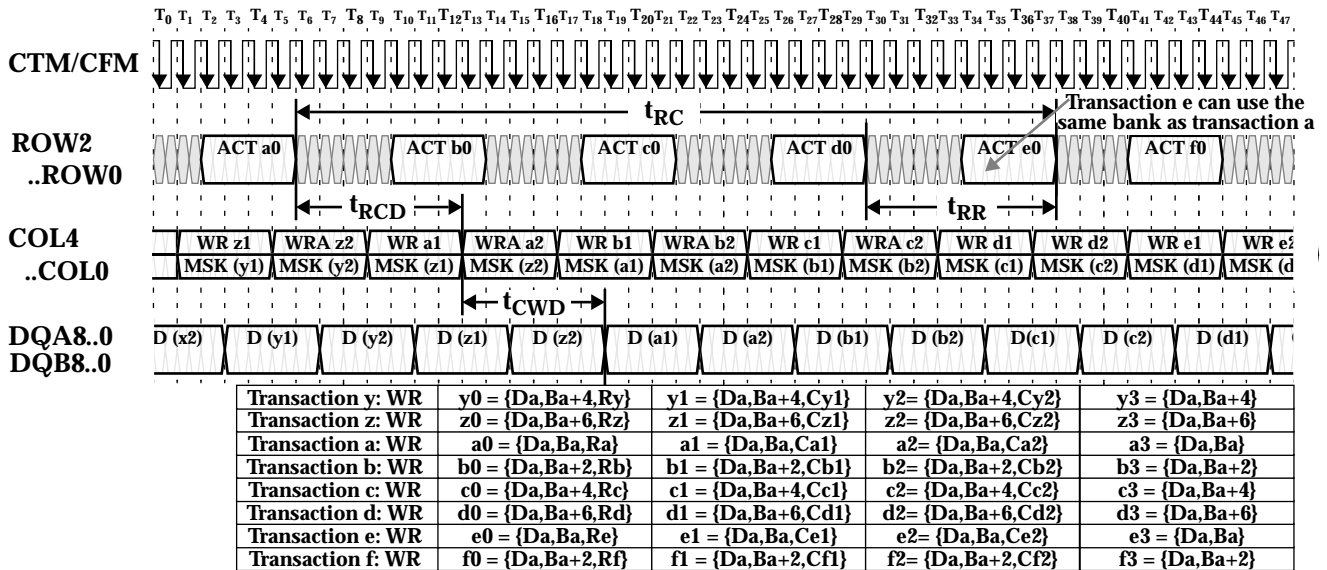 T0 T1 T2 T3 T4 T5 T6 T7 T8 T9 T10 T11 T12 T13 T14 T15 T16 T17 T18 T19 T20 T21 T22 T23 T24 T25 T26 T27 T28 T29 T30 T31 T32 T33 T34 T35 T36 T37 T38 T39 T40 T41 T42 T43 T44 T45 T46 T47
CTM/CFM
tRC
Transaction e can use the
same bank as transaction a
ROW2
..ROW0
ACT a0 ACT b0 ACT c0 ACT d0 ACT e0 ACT f0
tRCD tRR
COL4
..COL0
WR z1 WRA z2 WR a1 WRA a2 WR b1 WRA b2 WR c1 WRA c2 WR d1 WR d2 WR e1 WR e2
MSK (y1) MSK (y2) MSK (z1) MSK (z2) MSK (a1) MSK (a2) MSK (b1) MSK (b2) MSK (c1) MSK (c2) MSK (d1) MSK (d
tCWD
DQA8..0
DQB8..0
D (x2) D (y1) D (y2) D (z1) D (z2) D (a1) D (a2) D (b1) D (b2) D(c1) D (c2) D (d1)
Transaction y: WR y0 = {Da,Ba+4,Ry} y1 = {Da,Ba+4,Cy1} y2= {Da,Ba+4,Cy2} y3 = {Da,Ba+4}
Transaction z: WR z0 = {Da,Ba+6,Rz} z1 = {Da,Ba+6,Cz1} z2= {Da,Ba+6,Cz2} z3 = {Da,Ba+6}
Transaction a: WR a0 = {Da,Ba,Ra} a1 = {Da,Ba,Ca1} a2= {Da,Ba,Ca2} a3 = {Da,Ba}
Transaction b: WR b0 = {Da,Ba+2,Rb} b1 = {Da,Ba+2,Cb1} b2= {Da,Ba+2,Cb2} b3 = {Da,Ba+2}
Transaction c: WR c0 = {Da,Ba+4,Rc} c1 = {Da,Ba+4,Cc1} c2= {Da,Ba+4,Cc2} c3 = {Da,Ba+4}
Transaction d: WR d0 = {Da,Ba+6,Rd} d1 = {Da,Ba+6,Cd1} d2= {Da,Ba+6,Cd2} d3 = {Da,Ba+6}
Transaction e: WR e0 = {Da,Ba,Re} e1 = {Da,Ba,Ce1} e2= {Da,Ba,Ce2} e3 = {Da,Ba}
Transaction f: WR f0 = {Da,Ba+2,Rf} f1 = {Da,Ba+2,Cf1} f2= {Da,Ba+2,Cf2} f3 = {Da,Ba+2}